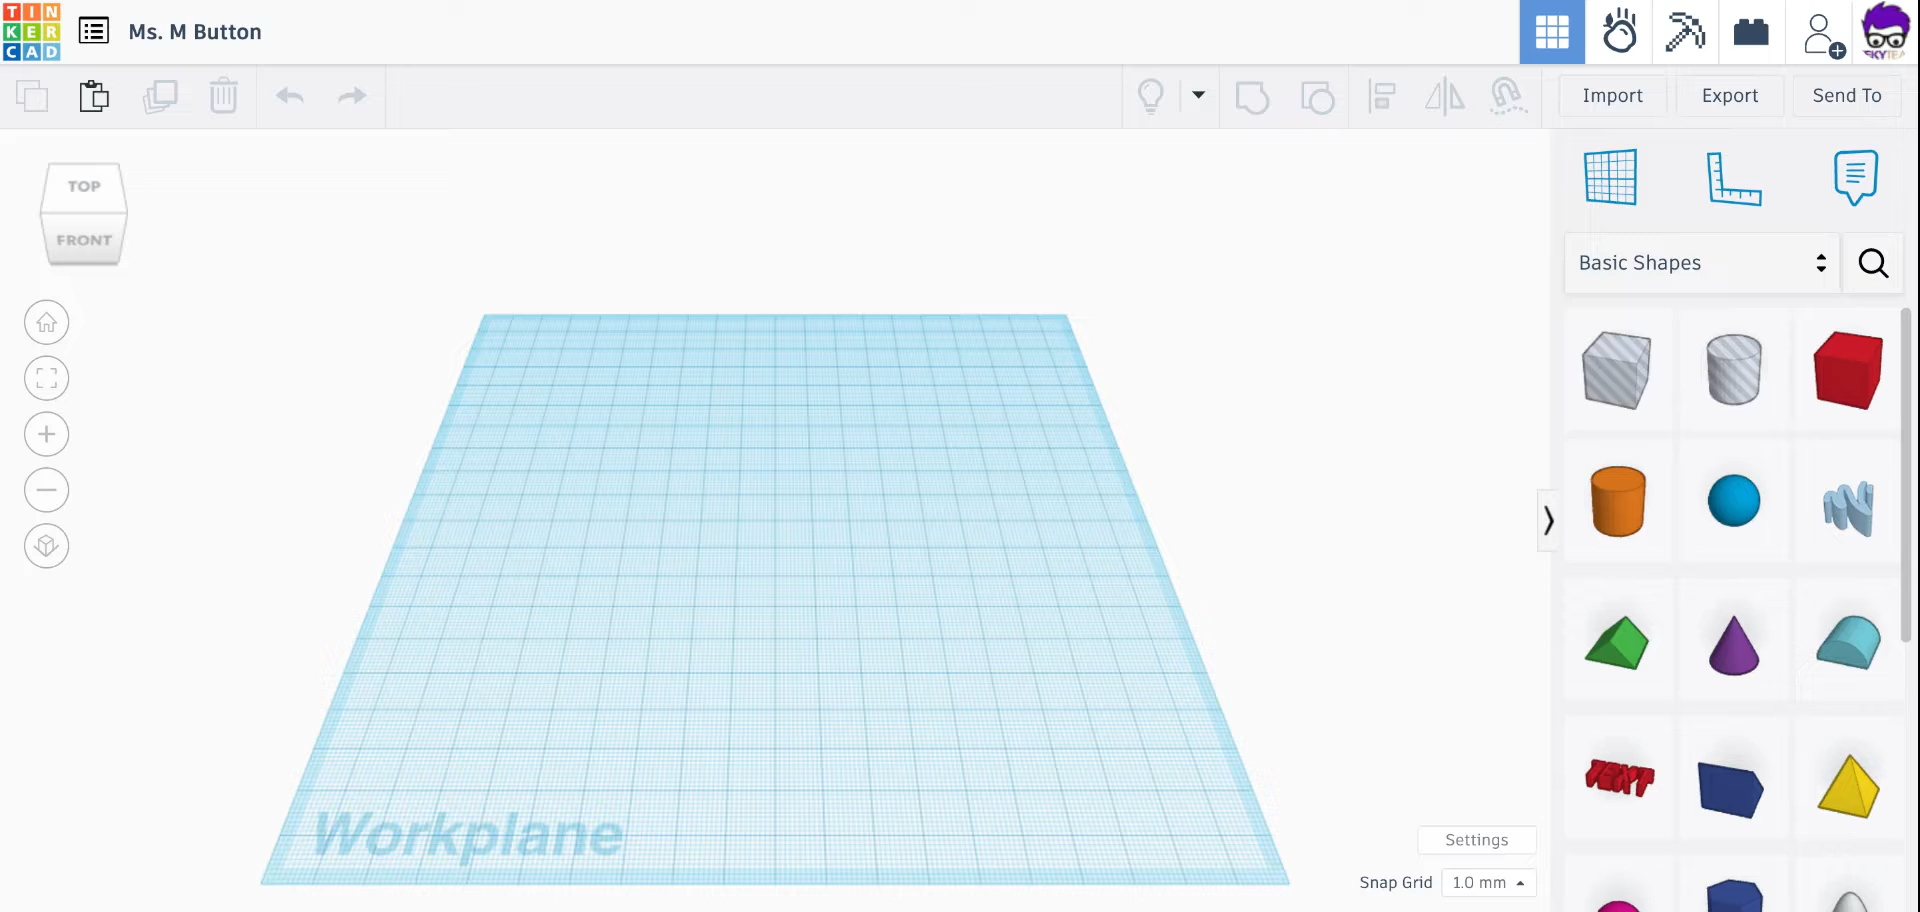 TIN
KER
CAD
Ms. M Button
Import
Export
Send To
TOP
FRONT
Basic Shapes
TEXT
Workplane
Settings
Snap Grid 1.0 mm